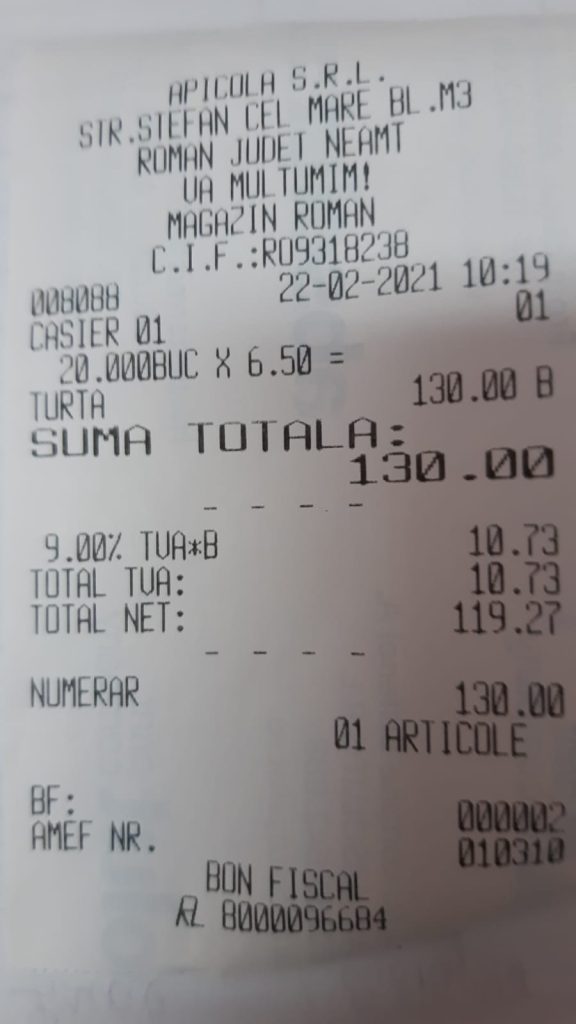 APICOLA S.R.L.
STR.STEFAN CEL MARE BL.M3
ROMAN JUDET NEAMT
VA MULTUMIM!
MAGAZIN ROMAN
C.I.F.:RO9318238
008088 22-02-2021 10:19
CASIER 01 01
20.000BUC X 6.50 =
TURTA 130.00 B
SUMA TOTALA:
130.00
- - - -
9.00% TVA*B 10.73
TOTAL TVA: 10.73
TOTAL NET: 119.27
- - - -
NUMERAR 130.00
01 ARTICOLE
BF: 000002
AMEF NR. 010310
BON FISCAL
8000096684